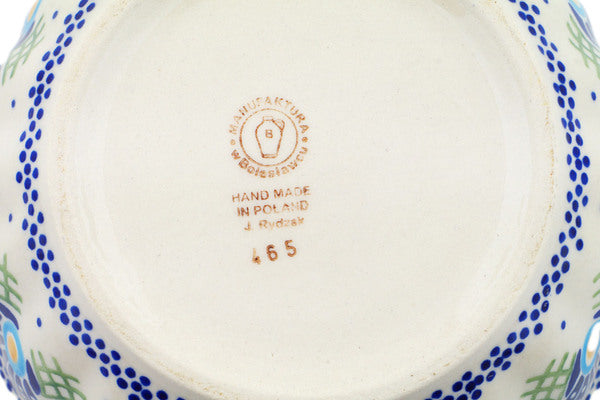 MANUFAKTURA
B
w Bolesławcu
HAND MADE
IN POLAND
J. Rydzak
465